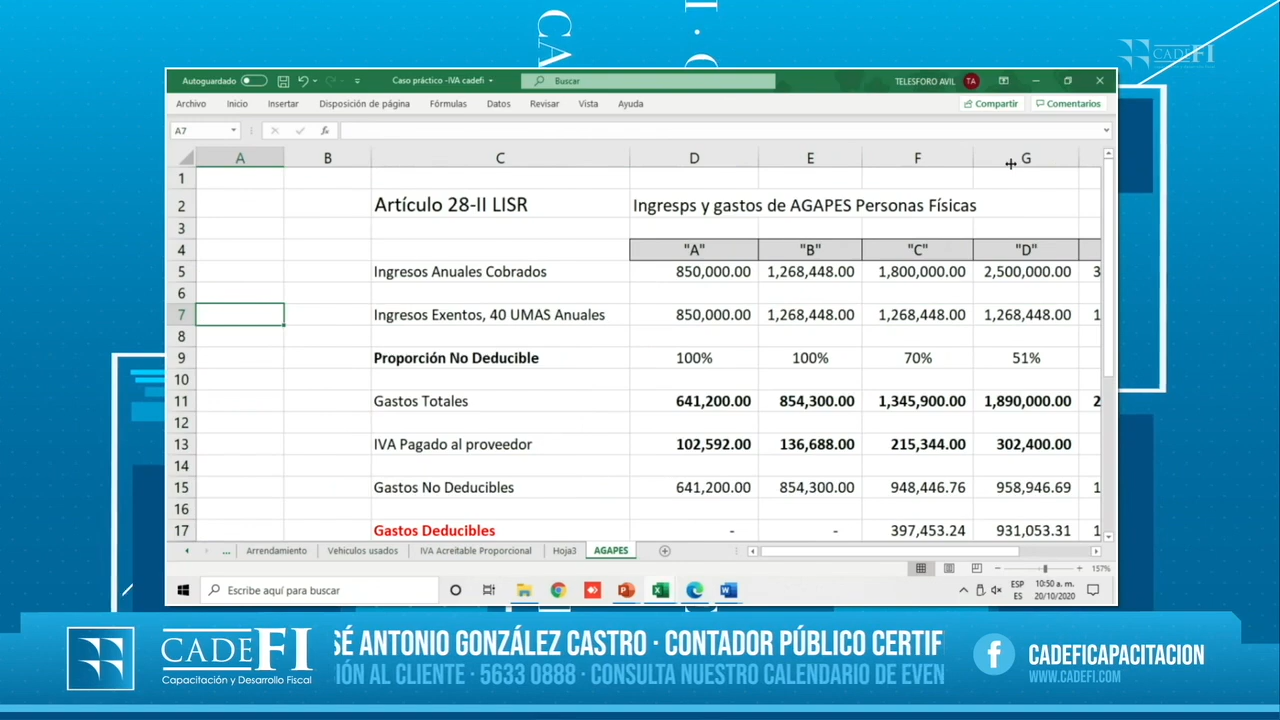 CA
I · C
CADEFI
Autoguardado
Caso práctico -IVA cadefi
Buscar
TELESFORO AVIL
TA
Archivo Inicio Insertar Disposición de página Fórmulas Datos Revisar Vista Ayuda
Compartir
Comentarios
A7
fx
A B C D E F G
1
2 Artículo 28-II LISR Ingresps y gastos de AGAPES Personas Físicas
3
4 "A" "B" "C" "D"
5 Ingresos Anuales Cobrados 850,000.00 1,268,448.00 1,800,000.00 2,500,000.00 3
6
7 Ingresos Exentos, 40 UMAS Anuales 850,000.00 1,268,448.00 1,268,448.00 1,268,448.00 1
8
9 Proporción No Deducible 100% 100% 70% 51%
10
11 Gastos Totales 641,200.00 854,300.00 1,345,900.00 1,890,000.00 2
12
13 IVA Pagado al proveedor 102,592.00 136,688.00 215,344.00 302,400.00
14
15 Gastos No Deducibles 641,200.00 854,300.00 948,446.76 958,946.69 1
16
17 Gastos Deducibles - - 397,453.24 931,053.31 1
... Arrendamiento Vehiculos usados IVA Acreitable Proporcional Hoja3 AGAPES
157%
Escribe aquí para buscar
ESP
ES
10:50 a. m.
20/10/2020
CADEFI
Capacitación y Desarrollo Fiscal
SÉ ANTONIO GONZÁLEZ CASTRO · CONTADOR PÚBLICO CERTIF
IÓN AL CLIENTE · 5633 0888 · CONSULTA NUESTRO CALENDARIO DE EVEN
CADEFICAPACITACION
WWW.CADEFI.COM